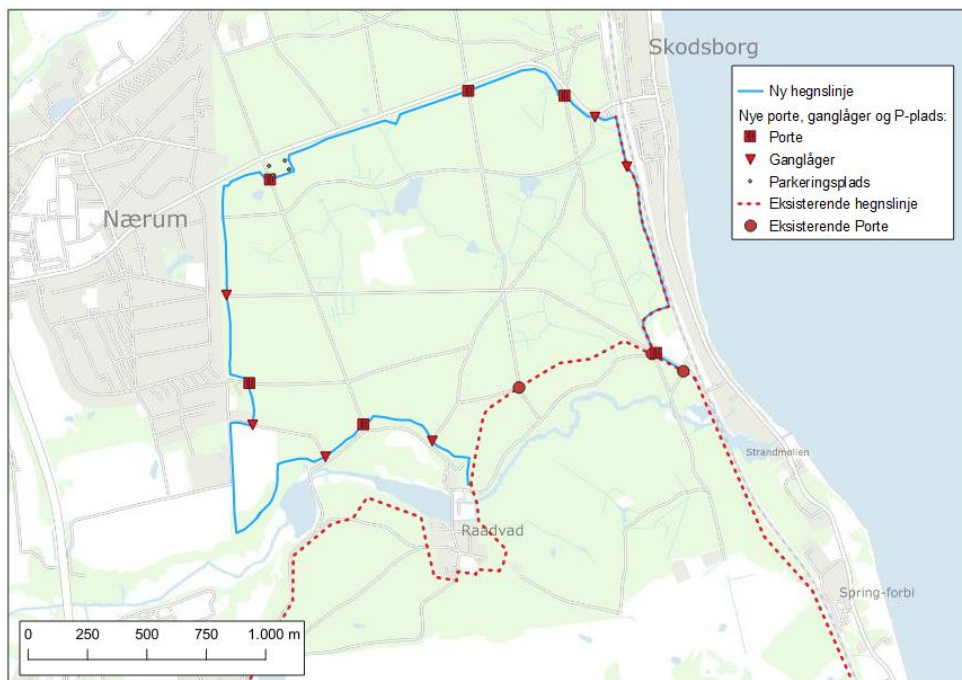 Skodsborg
Ny hegnslinje
Nye porte, ganglåger og P-plads:
Porte
Ganglåger
Parkeringsplads
Eksisterende hegnslinje
Eksisterende Porte
Nærum
Strandmøllen
Raadvad
Spring-forbi
0 250 500 750 1.000 m